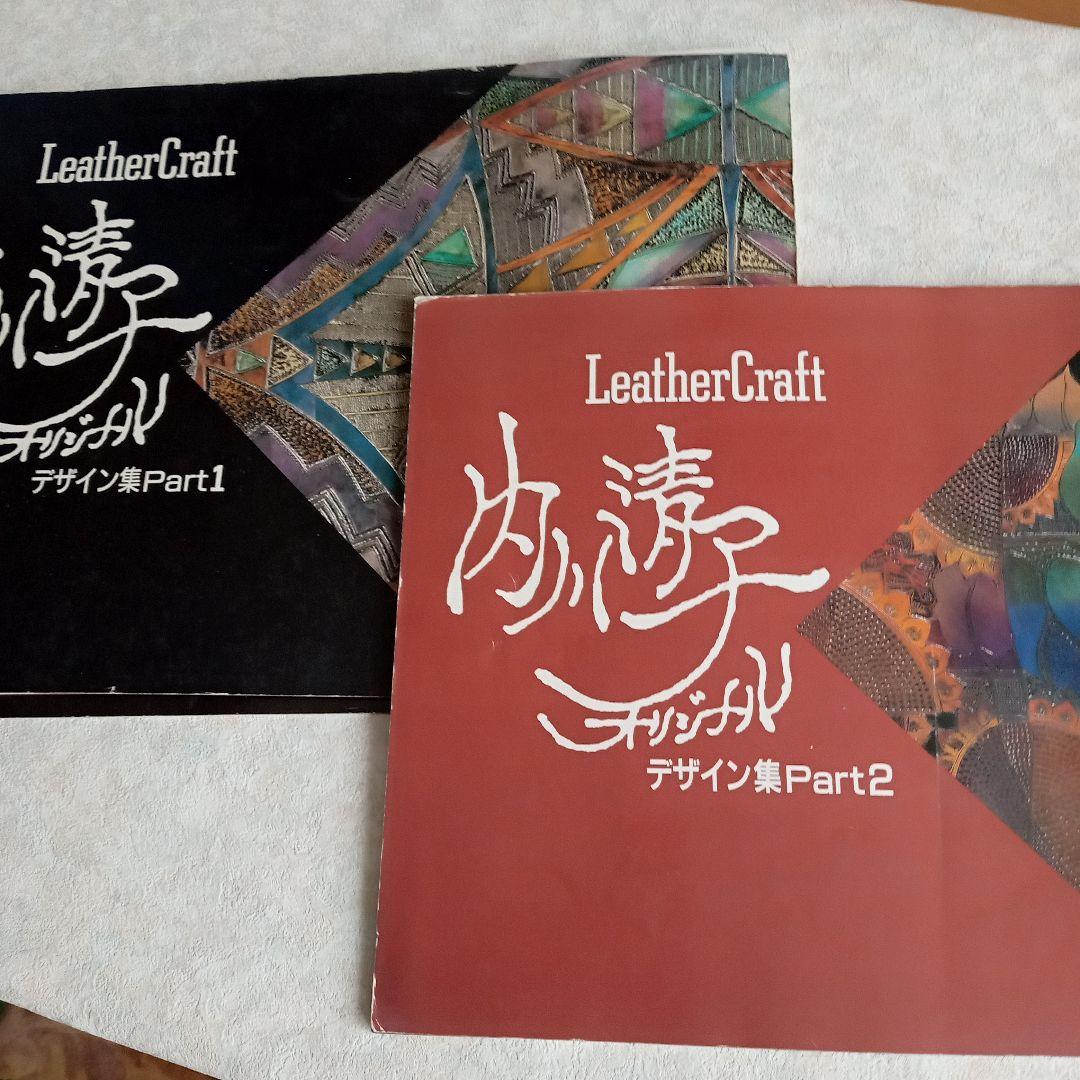 LeatherCraft
清子
オリジナル
デザイン集Part1
LeatherCraft
内川清子
オリジナル
デザイン集Part2